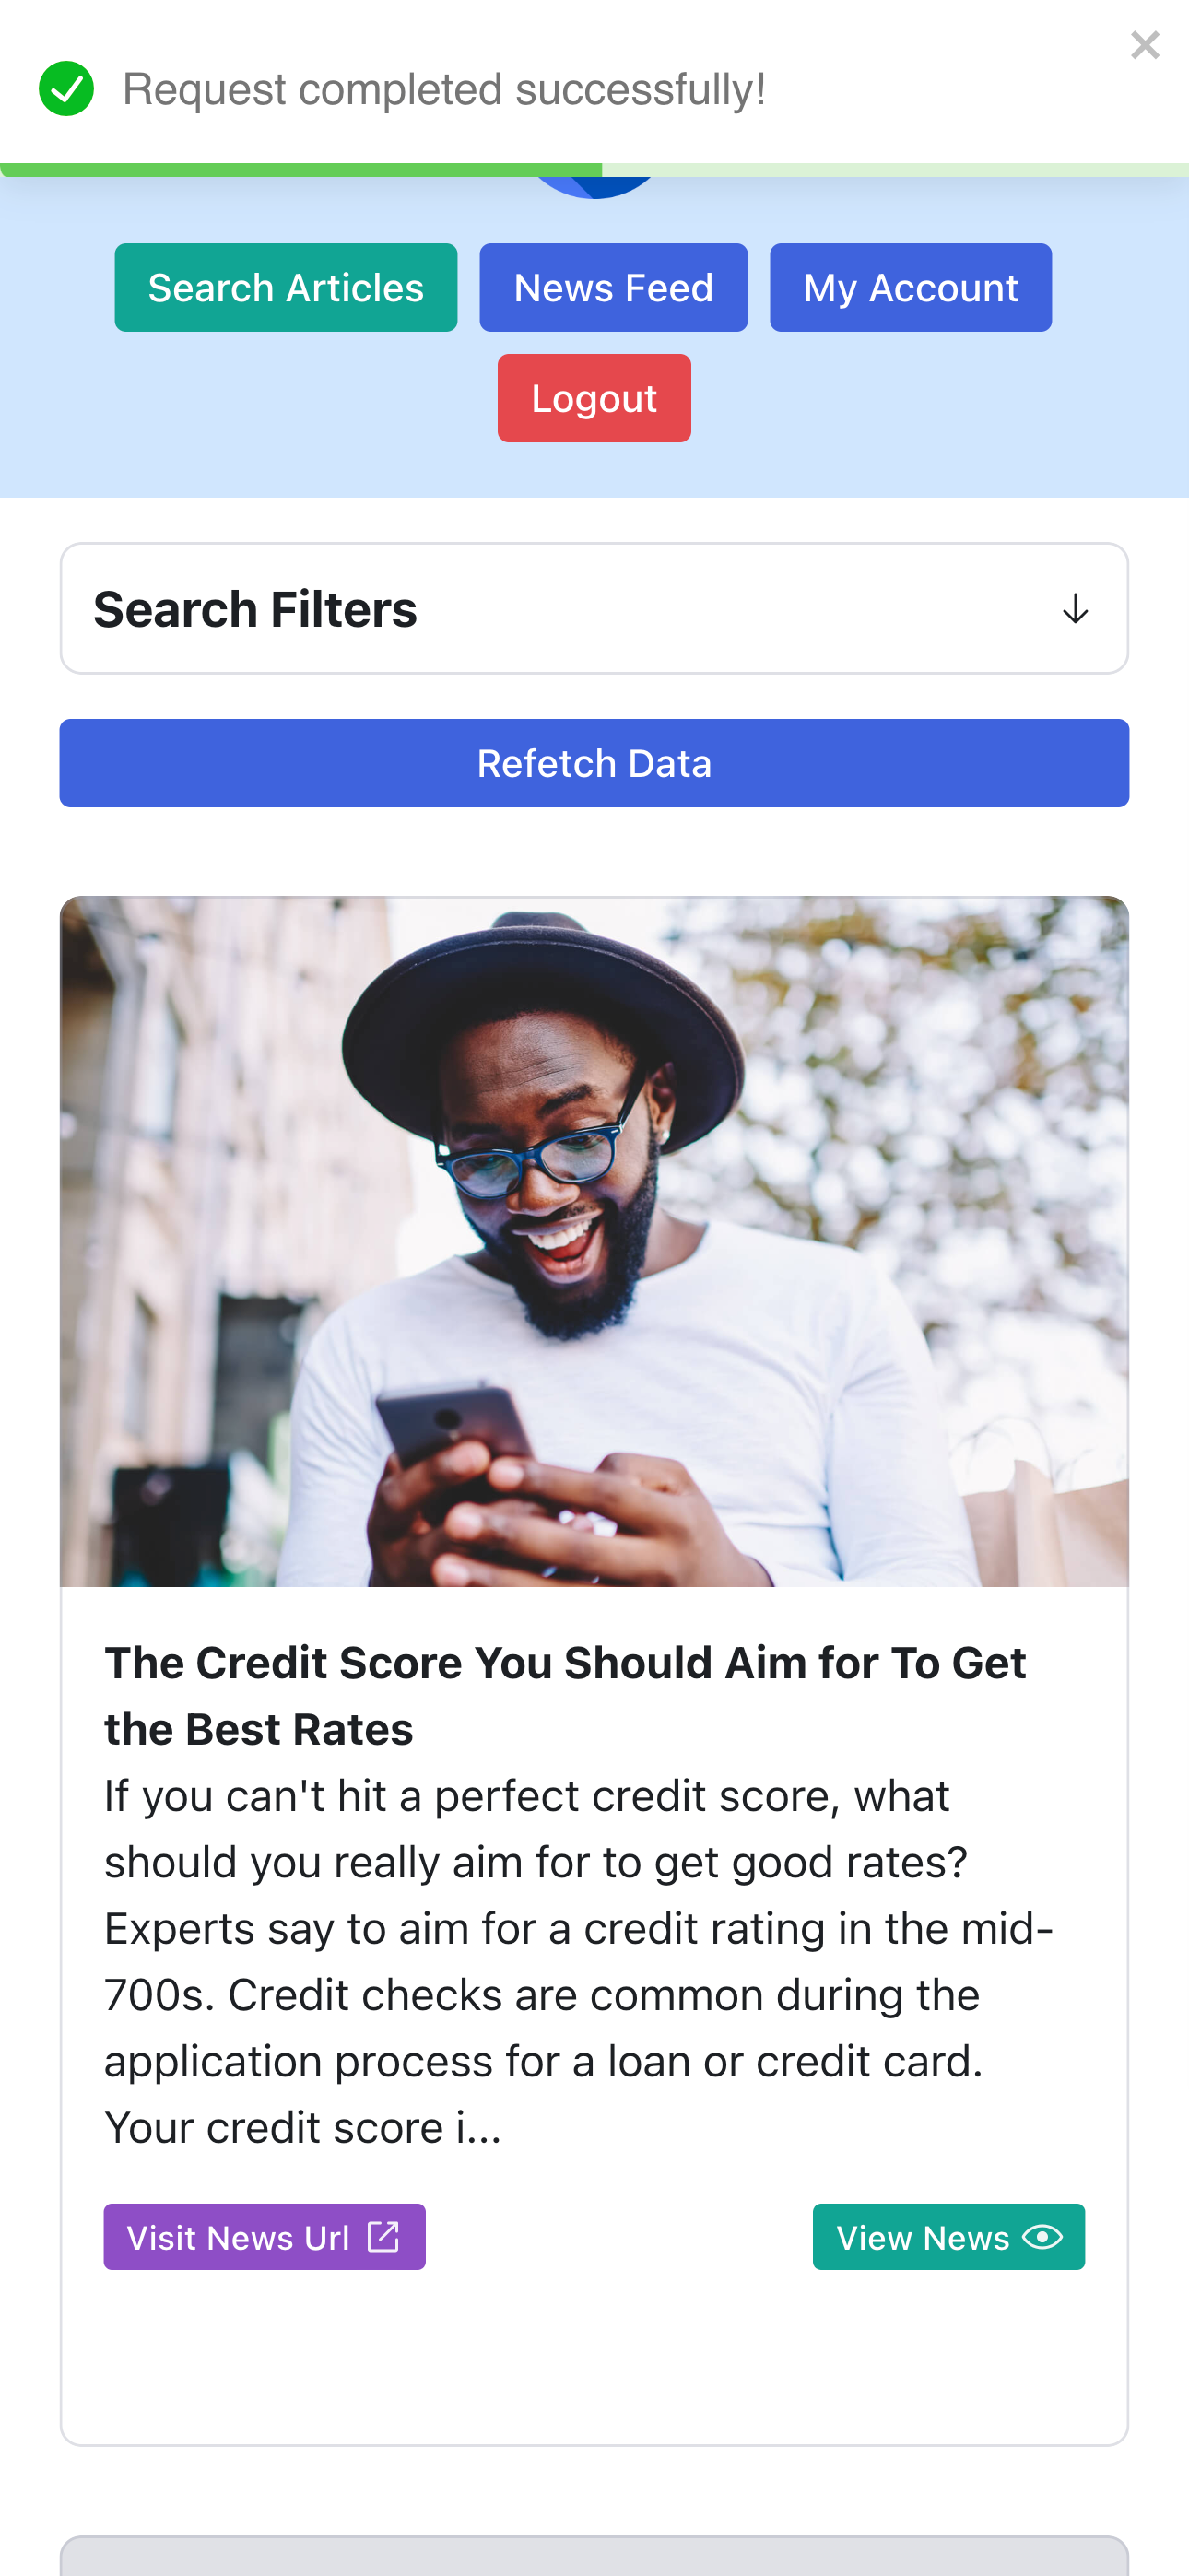 Request completed successfully!
Search Articles
News Feed
My Account
Logout
Search Filters
Refetch Data
The Credit Score You Should Aim for To Get
the Best Rates
If you can't hit a perfect credit score, what
should you really aim for to get good rates?
Experts say to aim for a credit rating in the mid-
700s. Credit checks are common during the
application process for a loan or credit card.
Your credit score i...
Visit News Url
View News